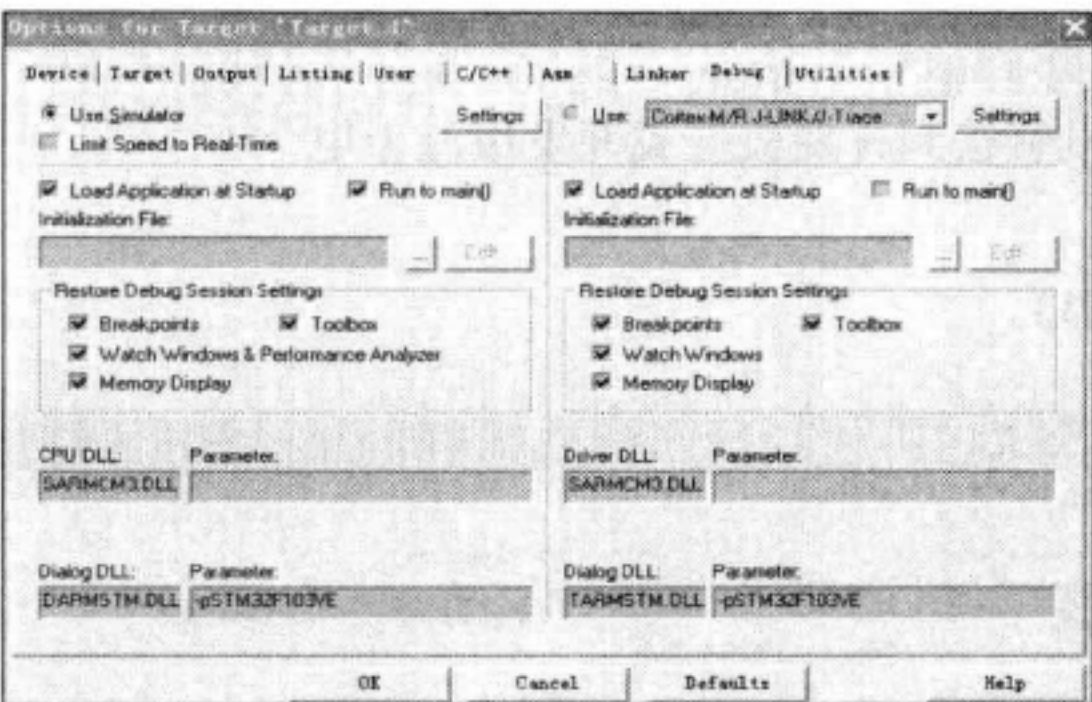 Options for Target 'Target 1'
Device Target Output Listing User C/C++ Asm Linker Debug Utilities
Use Simulator Settings Use: Cortex-M/R J-LINK/J-Trace Settings
Limit Speed to Real-Time
Load Application at Startup Run to main() Load Application at Startup Run to main()
Initialization File: Initialization File:
... Edit... ... Edit...
Restore Debug Session Settings Restore Debug Session Settings
Breakpoints Toolbox Breakpoints Toolbox
Watch Windows & Performance Analyzer Watch Windows
Memory Display Memory Display
CPU DLL: Parameter: Driver DLL: Parameter:
SARMCM3.DLL SARMCM3.DLL
Dialog DLL: Parameter: Dialog DLL: Parameter:
DARMSTM.DLL -pSTM32F103VE TARMSTM.DLL -pSTM32F103VE
OK Cancel Defaults Help